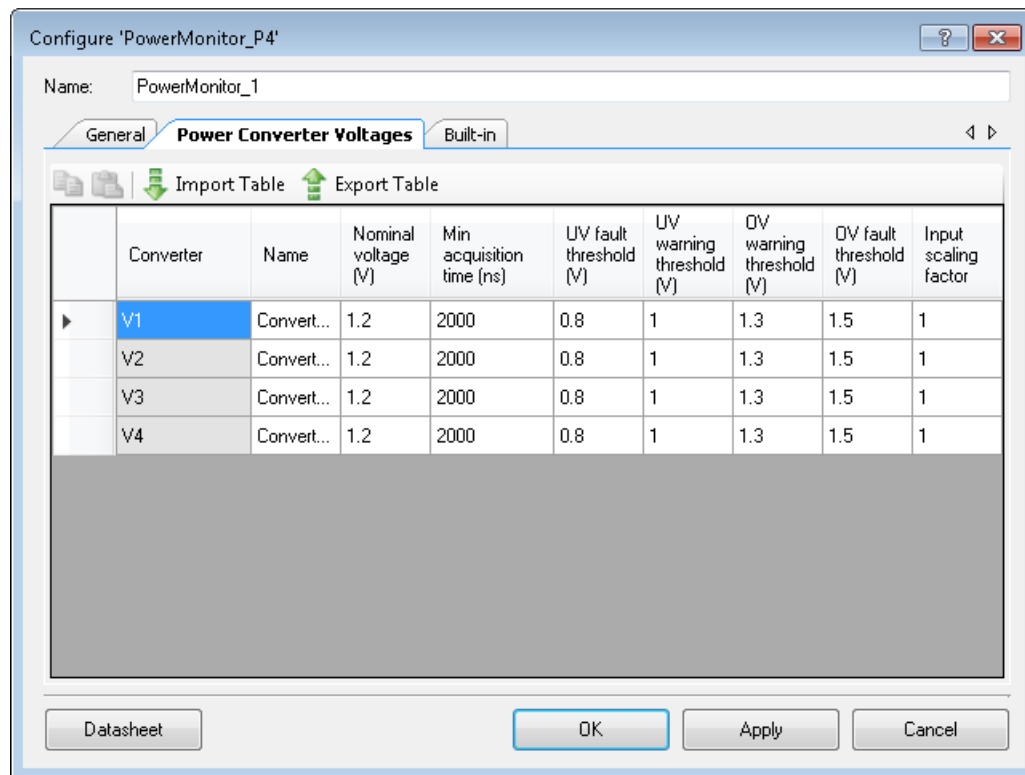 Configure 'PowerMonitor_P4'
Name: PowerMonitor_1
General Power Converter Voltages Built-in
Import Table Export Table
Converter Name Nominal voltage (V) Min acquisition time (ns) UV fault threshold (V) UV warning threshold (V) OV warning threshold (V) OV fault threshold (V) Input scaling factor
V1 Convert... 1.2 2000 0.8 1 1.3 1.5 1
V2 Convert... 1.2 2000 0.8 1 1.3 1.5 1
V3 Convert... 1.2 2000 0.8 1 1.3 1.5 1
V4 Convert... 1.2 2000 0.8 1 1.3 1.5 1
Datasheet OK Apply Cancel